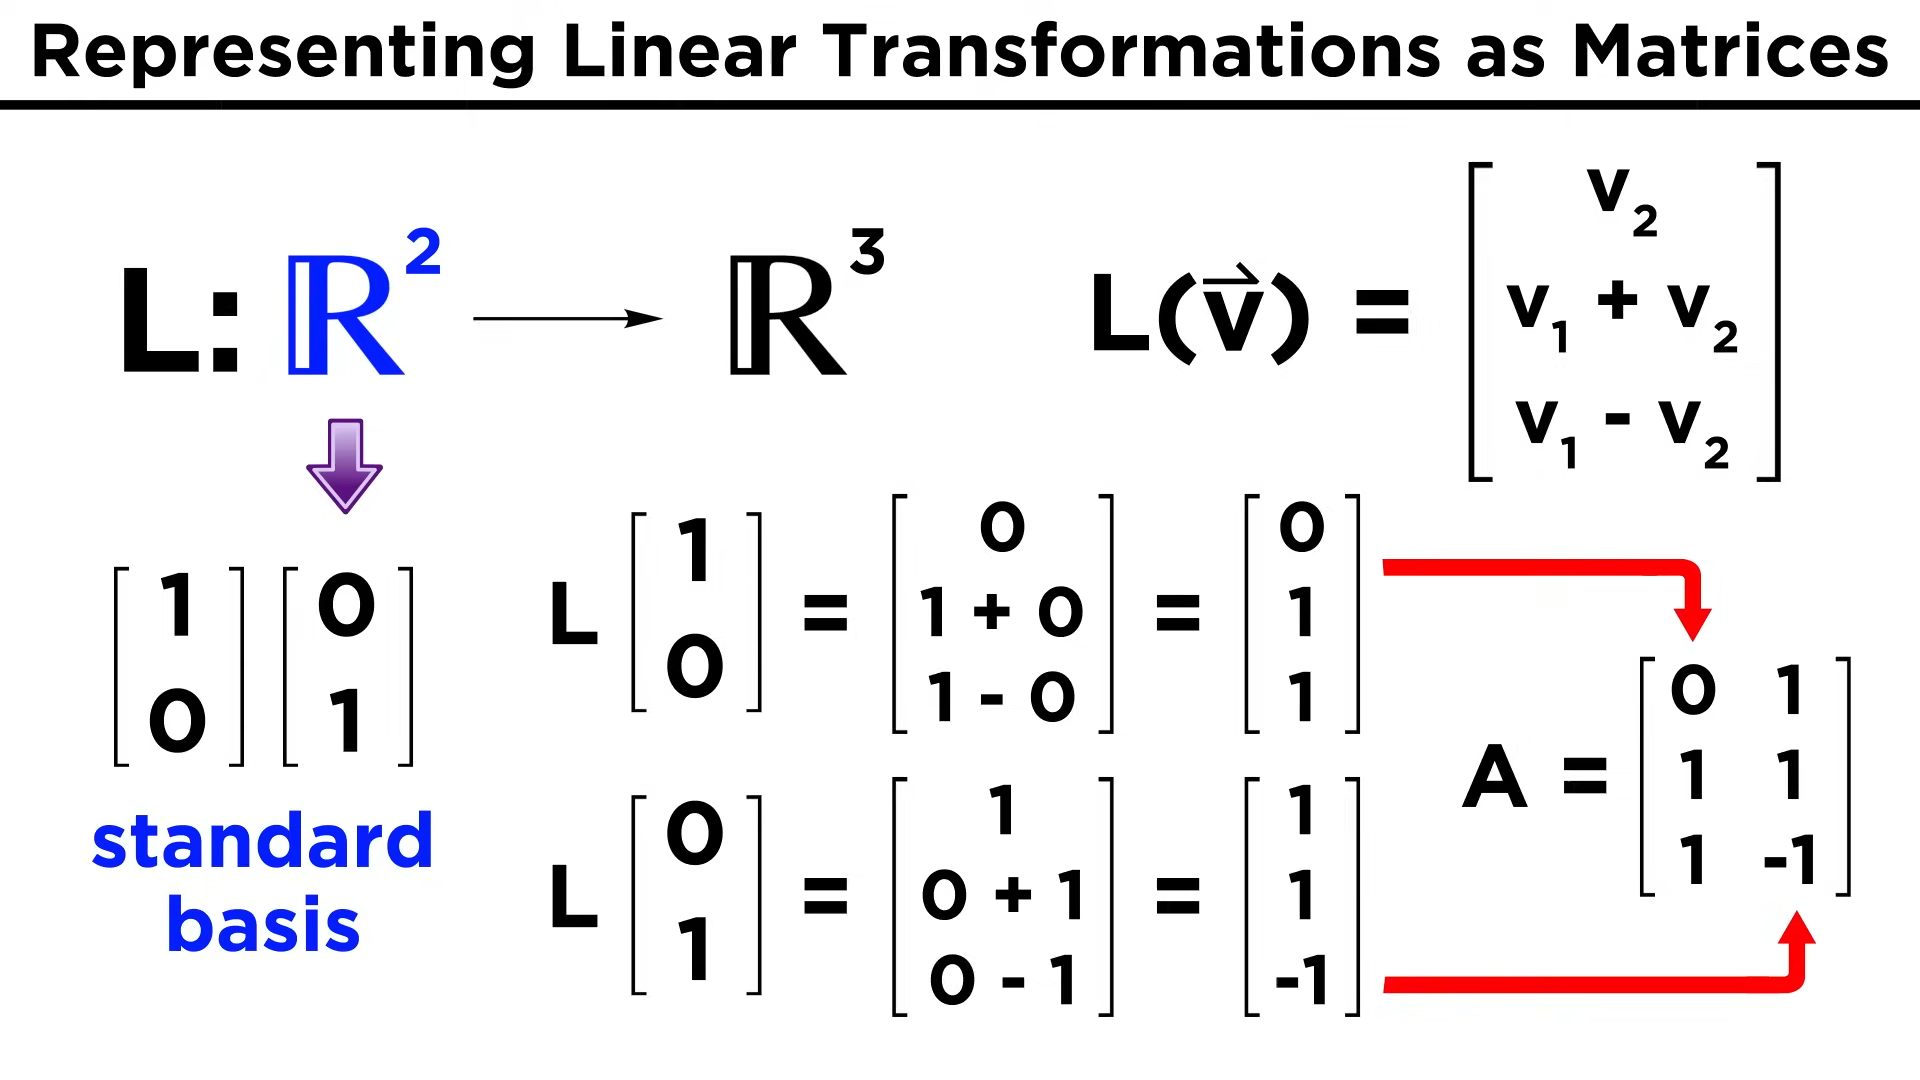 Representing Linear Transformations as Matrices
L: ℝ² → ℝ³
L(v⃗) = [ v₂ ; v₁ + v₂ ; v₁ - v₂ ]
[ 1 ; 0 ] [ 0 ; 1 ]
standard
basis
L [ 1 ; 0 ] = [ 0 ; 1 + 0 ; 1 - 0 ] = [ 0 ; 1 ; 1 ]
L [ 0 ; 1 ] = [ 1 ; 0 + 1 ; 0 - 1 ] = [ 1 ; 1 ; -1 ]
A = [ 0 1 ; 1 1 ; 1 -1 ]